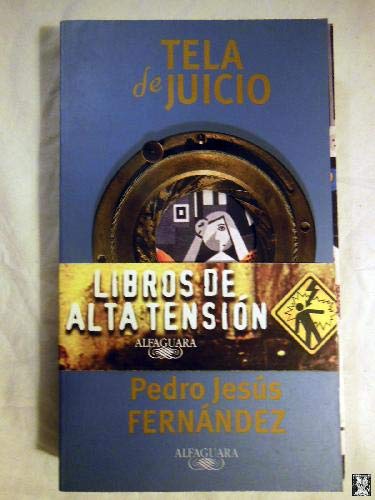 TELA
de JUICIO
LIBROS DE
ALTA TENSIÓN
ALFAGUARA
Pedro Jesús
FERNÁNDEZ
ALFAGUARA